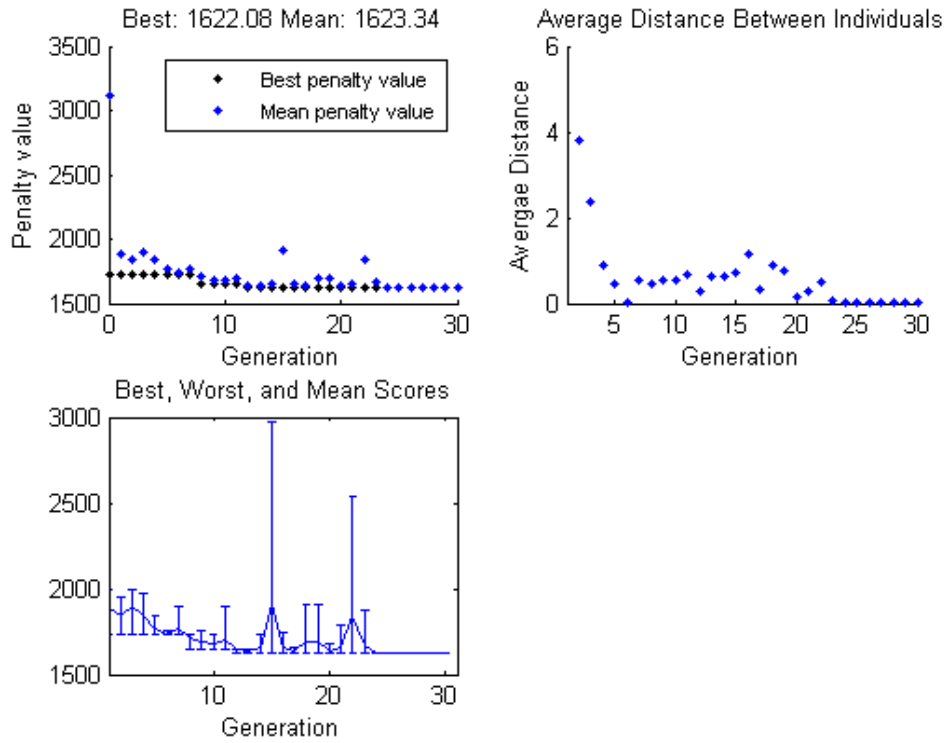 Best: 1622.08 Mean: 1623.34
3500
3000
2500
2000
1500
Penalty value
Best penalty value
Mean penalty value
0
10
20
30
Generation
Average Distance Between Individuals
6
4
2
0
Avergae Distance
5
10
15
20
25
30
Generation
Best, Worst, and Mean Scores
3000
2500
2000
1500
10
20
30
Generation